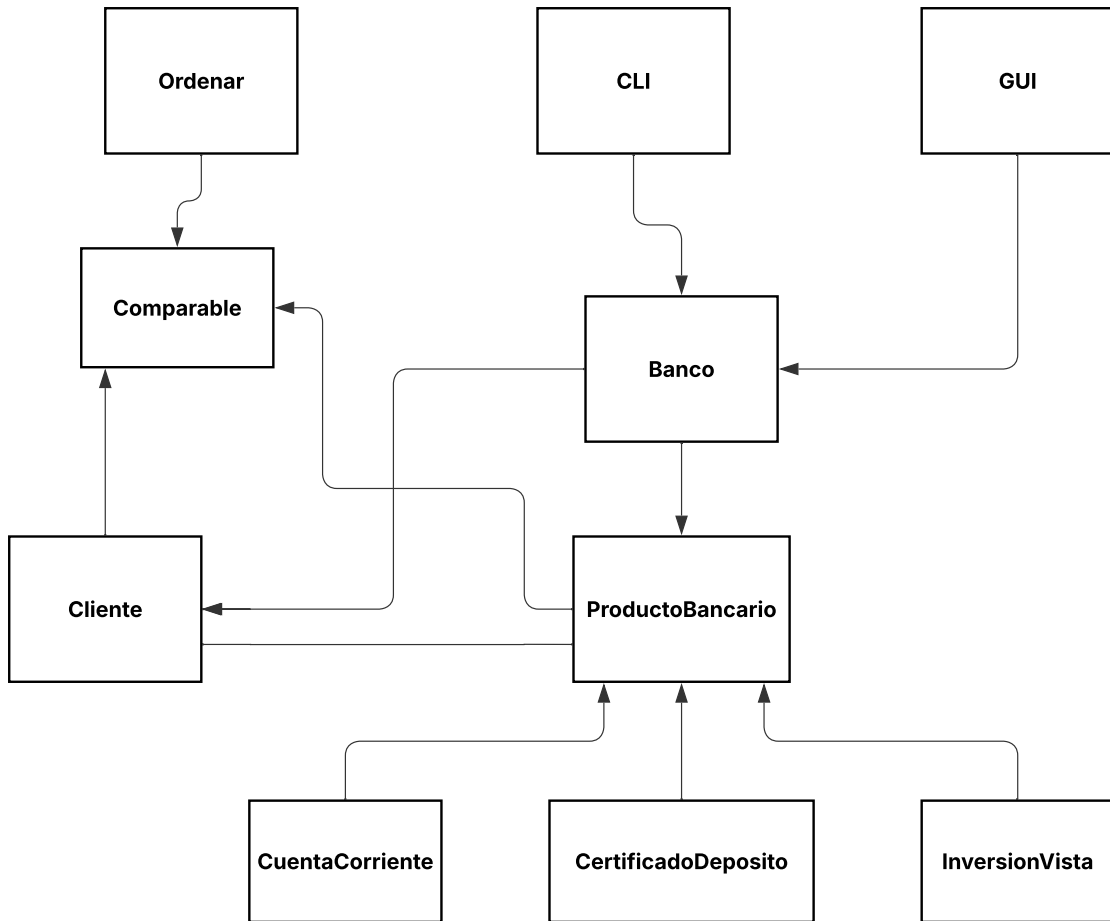 Ordenar
CLI
GUI
Comparable
Banco
Cliente
ProductoBancario
CuentaCorriente
CertificadoDeposito
InversionVista